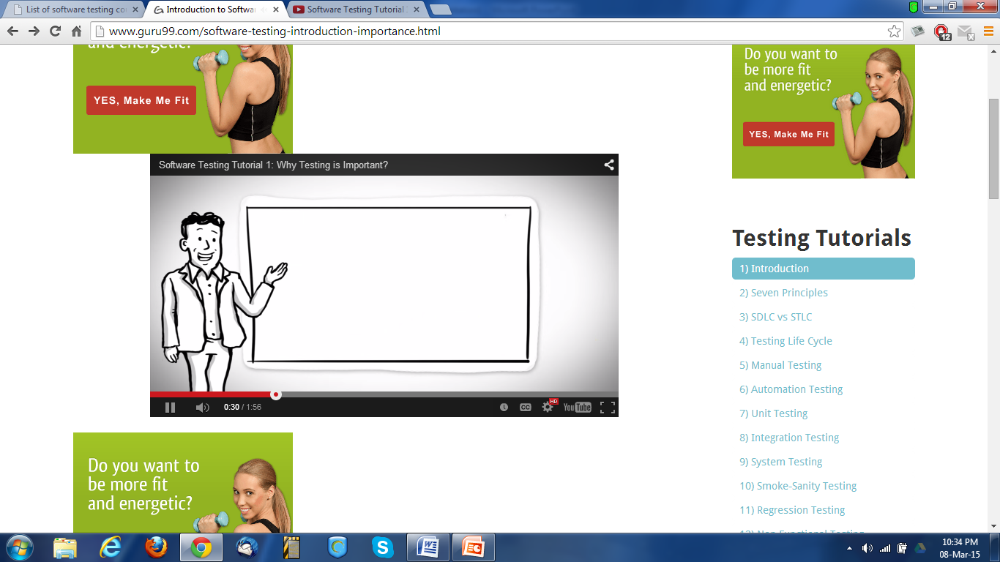 List of software testing co
Introduction to Softwa
Software Testing Tutorial
www.guru99.com/software-testing-introduction-importance.html
12
and energetic?
YES, Make Me Fit
Do you want to
be more fit
and energetic?
YES, Make Me Fit
Software Testing Tutorial 1: Why Testing is Important?
0:30 / 1:56
CC
HD
YouTube
Do you want to
be more fit
and energetic?
Testing Tutorials
1) Introduction
2) Seven Principles
3) SDLC vs STLC
4) Testing Life Cycle
5) Manual Testing
6) Automation Testing
7) Unit Testing
8) Integration Testing
9) System Testing
10) Smoke-Sanity Testing
11) Regression Testing
12) Non Functional Testing
10:34 PM
08-Mar-15